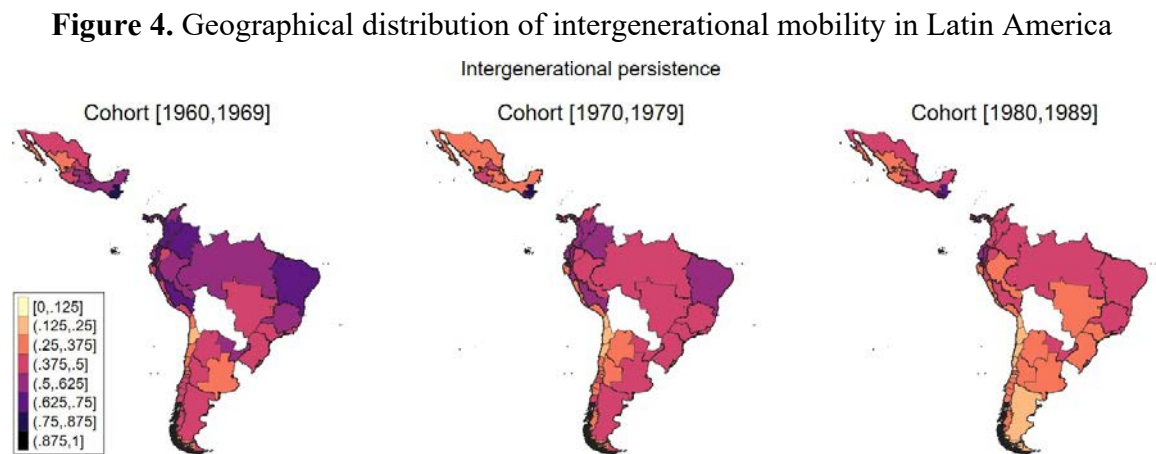 Figure 4. Geographical distribution of intergenerational mobility in Latin America
Intergenerational persistence
Cohort [1960,1969]
Cohort [1970,1979]
Cohort [1980,1989]
[0,.125]
(.125,.25]
(.25,.375]
(.375,.5]
(.5,.625]
(.625,.75]
(.75,.875]
(.875,1]